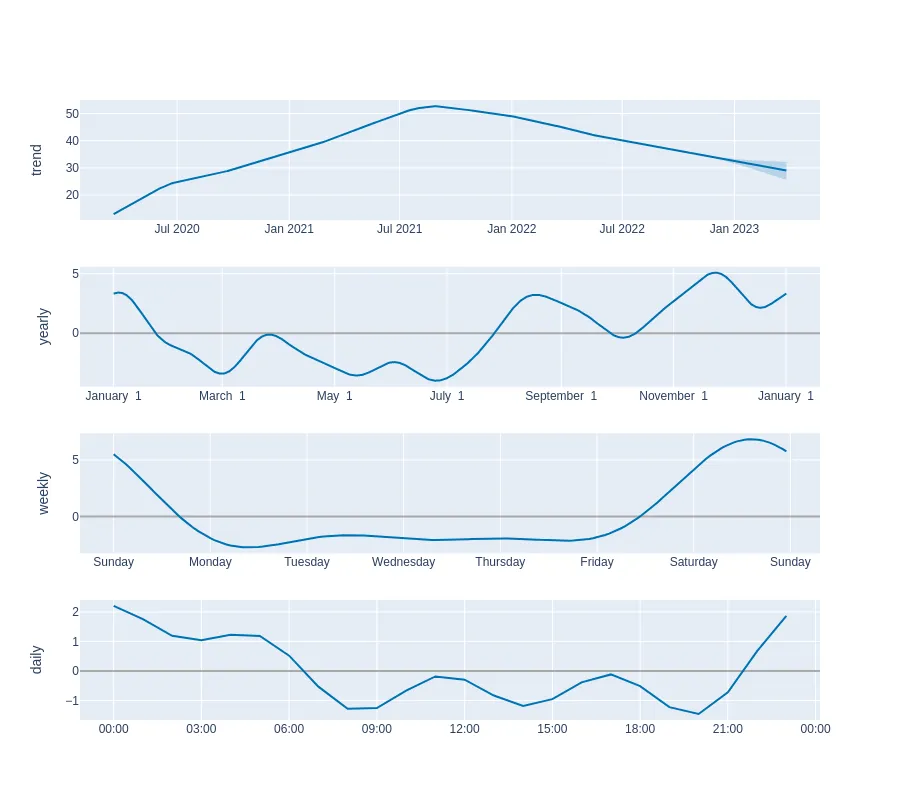 trend
50
40
30
20
Jul 2020 Jan 2021 Jul 2021 Jan 2022 Jul 2022 Jan 2023
yearly
5
0
January 1 March 1 May 1 July 1 September 1 November 1 January 1
weekly
5
0
Sunday Monday Tuesday Wednesday Thursday Friday Saturday Sunday
daily
2
1
0
−1
00:00 03:00 06:00 09:00 12:00 15:00 18:00 21:00 00:00